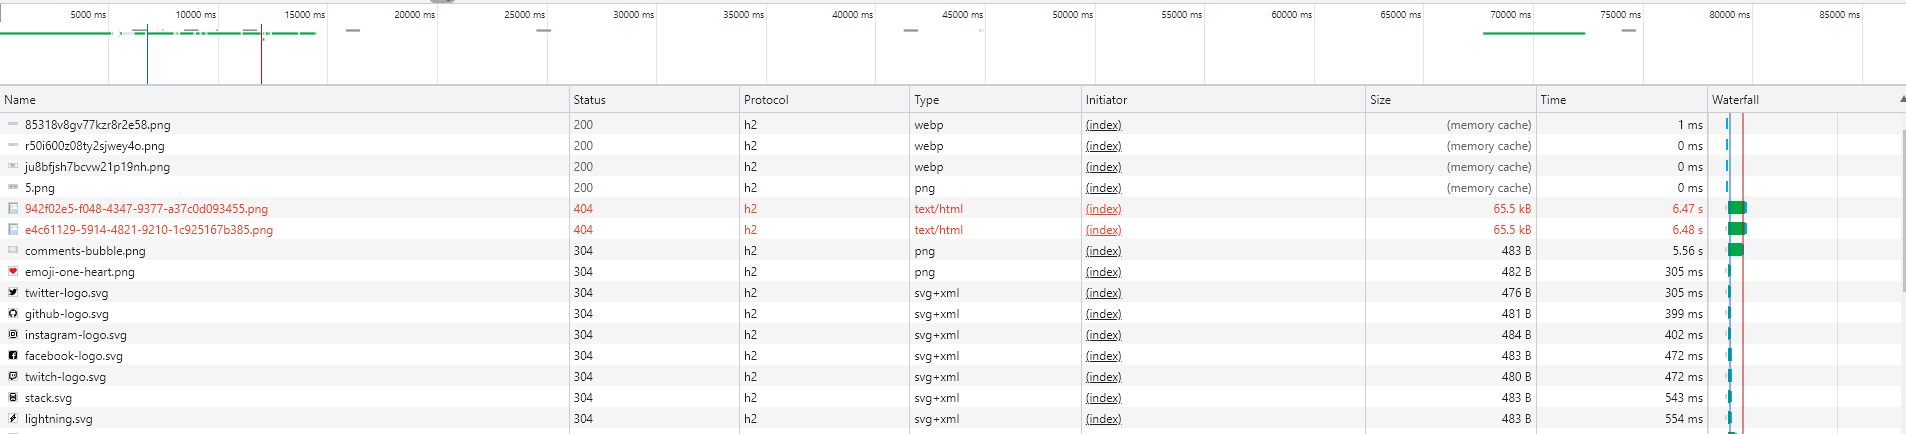 5000 ms 10000 ms 15000 ms 20000 ms 25000 ms 30000 ms 35000 ms 40000 ms 45000 ms 50000 ms 55000 ms 60000 ms 65000 ms 70000 ms 75000 ms 80000 ms 85000 ms
Name Status Protocol Type Initiator Size Time Waterfall
85318v8gv77kzr8r2e58.png 200 h2 webp (index) (memory cache) 1 ms
r50i600z08ty2sjwey4o.png 200 h2 webp (index) (memory cache) 0 ms
ju8bfjsh7bcvw21p19nh.png 200 h2 webp (index) (memory cache) 0 ms
5.png 200 h2 png (index) (memory cache) 0 ms
942f02e5-f048-4347-9377-a37c0d093455.png 404 h2 text/html (index) 65.5 kB 6.47 s
e4c61129-5914-4821-9210-1c925167b385.png 404 h2 text/html (index) 65.5 kB 6.48 s
comments-bubble.png 304 h2 png (index) 483 B 5.56 s
emoji-one-heart.png 304 h2 png (index) 482 B 305 ms
twitter-logo.svg 304 h2 svg+xml (index) 476 B 305 ms
github-logo.svg 304 h2 svg+xml (index) 481 B 399 ms
instagram-logo.svg 304 h2 svg+xml (index) 484 B 402 ms
facebook-logo.svg 304 h2 svg+xml (index) 483 B 472 ms
twitch-logo.svg 304 h2 svg+xml (index) 480 B 472 ms
stack.svg 304 h2 svg+xml (index) 483 B 543 ms
lightning.svg 304 h2 svg+xml (index) 483 B 554 ms